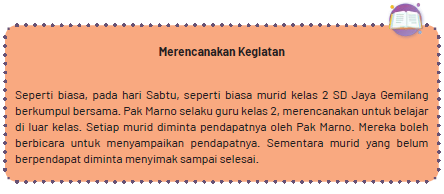 Merencanakan Kegiatan
Seperti biasa, pada hari Sabtu, seperti biasa murid kelas 2 SD Jaya Gemilang
berkumpul bersama. Pak Marno selaku guru kelas 2, merencanakan untuk belajar
di luar kelas. Setiap murid diminta pendapatnya oleh Pak Marno. Mereka boleh
berbicara untuk menyampaikan pendapatnya. Sementara murid yang belum
berpendapat diminta menyimak sampai selesai.